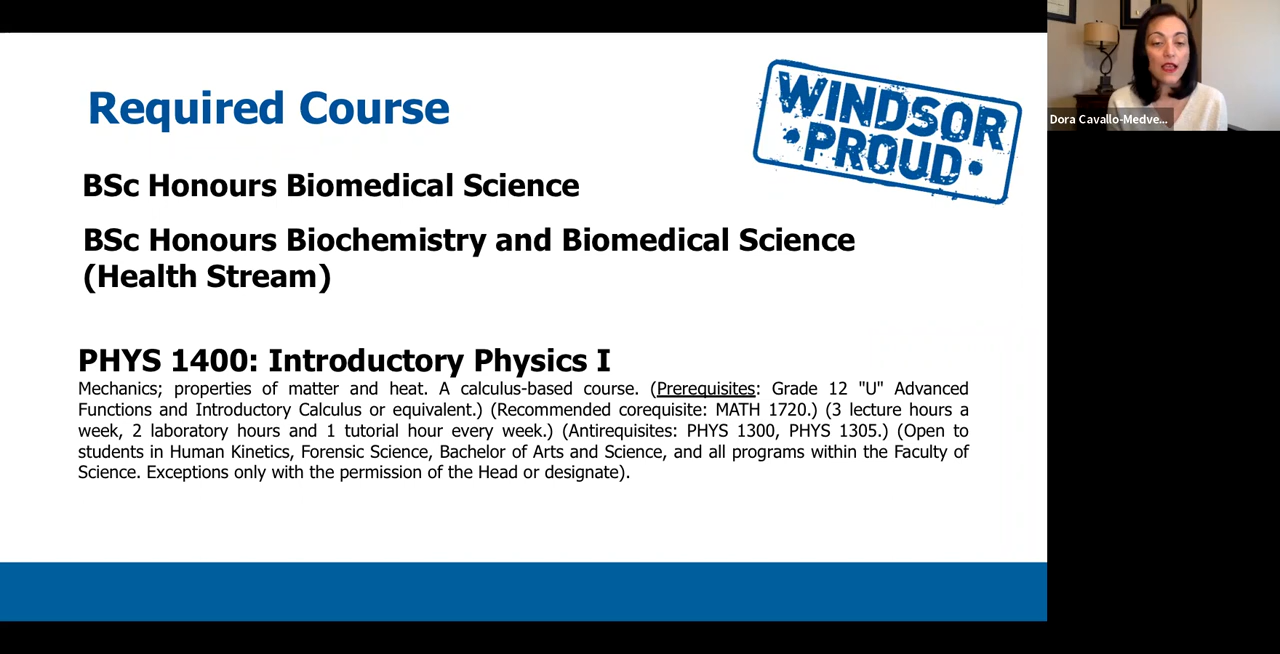 Required Course
WINDSOR
•PROUD•
BSc Honours Biomedical Science
BSc Honours Biochemistry and Biomedical Science
(Health Stream)
PHYS 1400: Introductory Physics I
Mechanics; properties of matter and heat. A calculus-based course. (Prerequisites: Grade 12 "U" Advanced
Functions and Introductory Calculus or equivalent.) (Recommended corequisite: MATH 1720.) (3 lecture hours a
week, 2 laboratory hours and 1 tutorial hour every week.) (Antirequisites: PHYS 1300, PHYS 1305.) (Open to
students in Human Kinetics, Forensic Science, Bachelor of Arts and Science, and all programs within the Faculty of
Science. Exceptions only with the permission of the Head or designate).
Dora Cavallo-Medve...